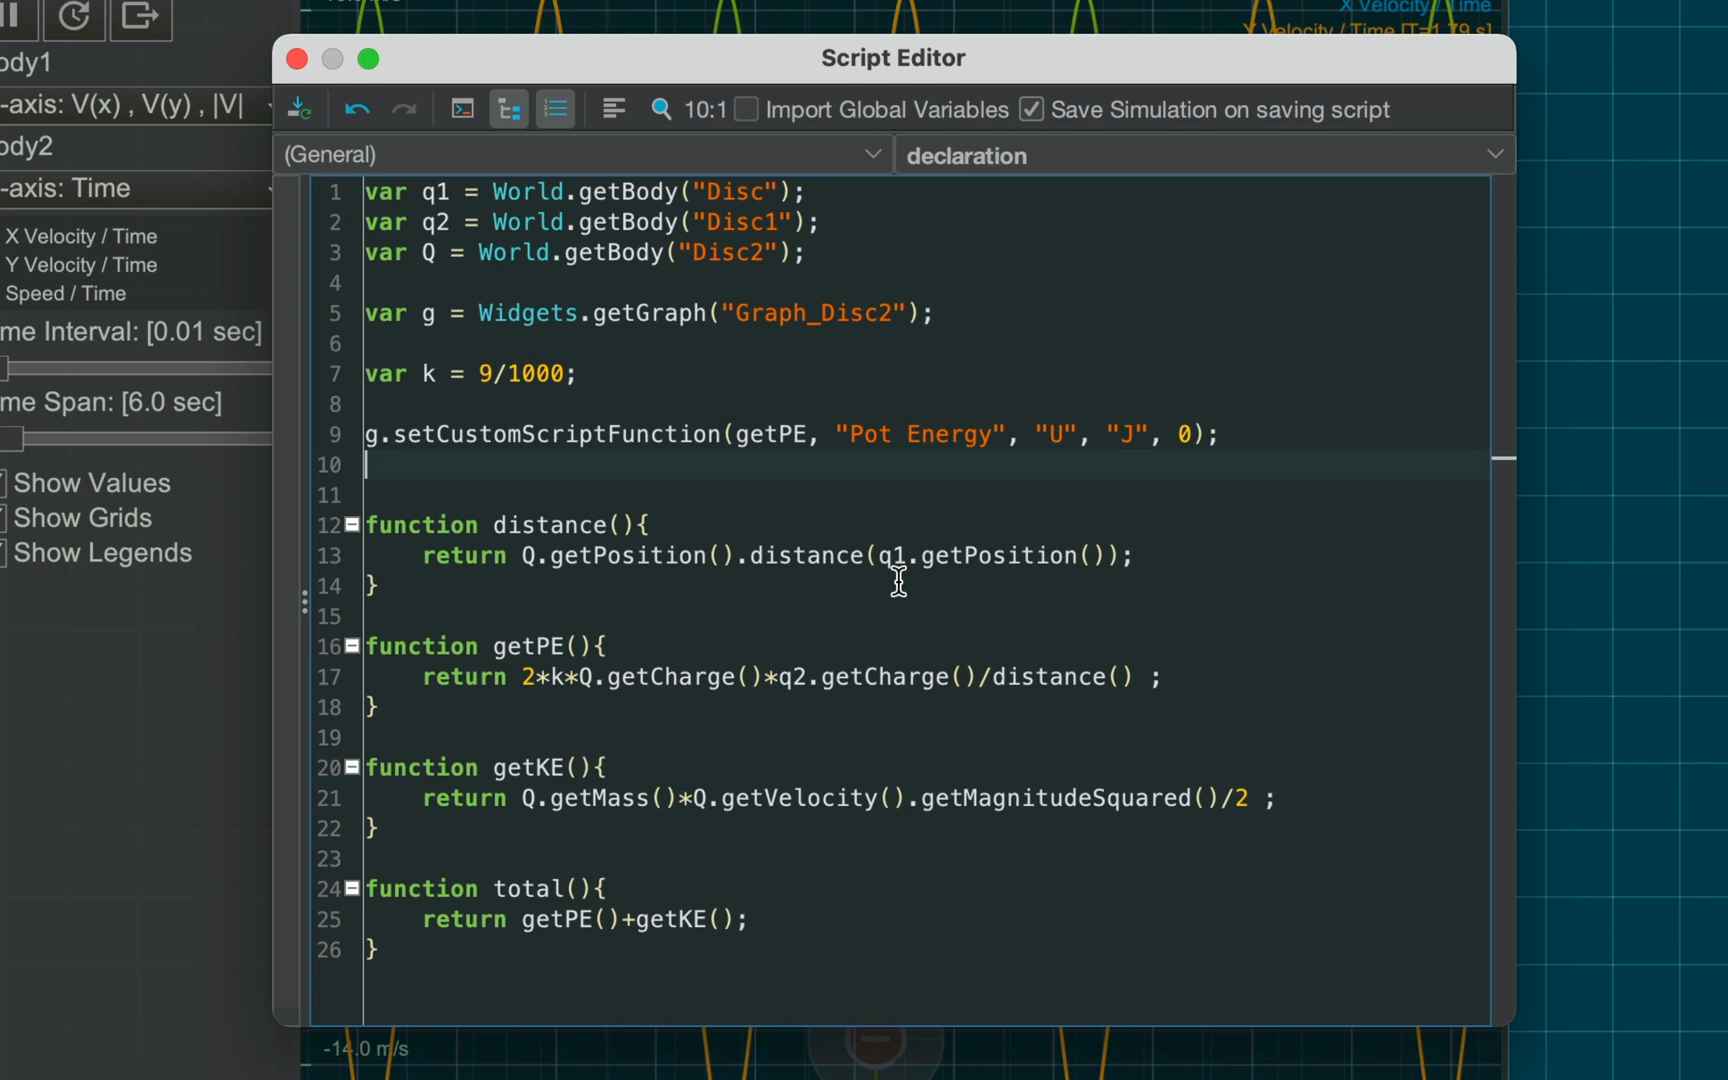 X Velocity / Time
Y Velocity / Time [T=1.79 s]
ody1
-axis: V(x) , V(y) , |V|
ody2
-axis: Time
X Velocity / Time
Y Velocity / Time
Speed / Time
me Interval: [0.01 sec]
me Span: [6.0 sec]
Show Values
Show Grids
Show Legends
Script Editor
10:1 Import Global Variables Save Simulation on saving script
(General) declaration
1 var q1 = World.getBody("Disc");
2 var q2 = World.getBody("Disc1");
3 var Q = World.getBody("Disc2");
4
5 var g = Widgets.getGraph("Graph_Disc2");
6
7 var k = 9/1000;
8
9 g.setCustomScriptFunction(getPE, "Pot Energy", "U", "J", 0);
10
11
12 function distance(){
13 return Q.getPosition().distance(q1.getPosition());
14 }
15
16 function getPE(){
17 return 2*k*Q.getCharge()*q2.getCharge()/distance() ;
18 }
19
20 function getKE(){
21 return Q.getMass()*Q.getVelocity().getMagnitudeSquared()/2 ;
22 }
23
24 function total(){
25 return getPE()+getKE();
26 }
-14.0 m/s